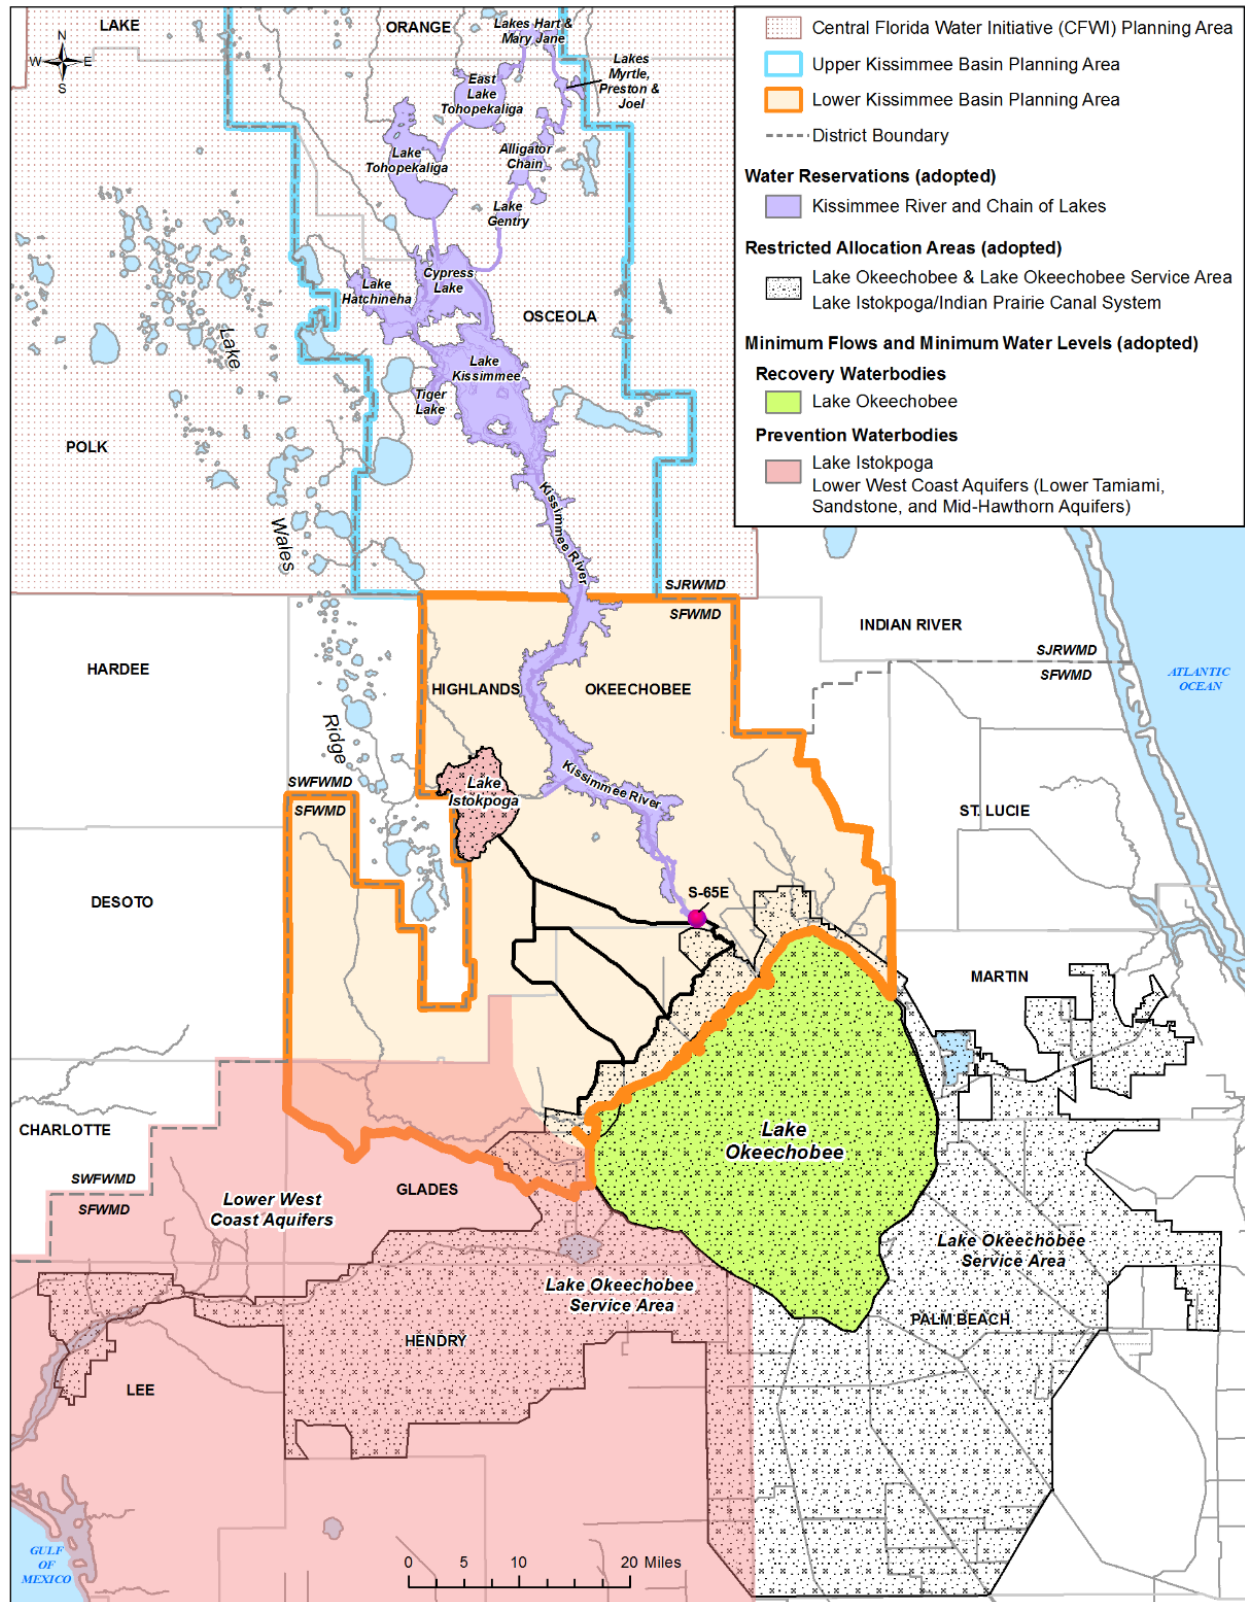 LAKE
ORANGE
Lakes Hart &
Mary Jane
N
W
E
S
Lakes
Myrtle,
Preston &
Joel
East
Lake
Tohopekaliga
Lake
Tohopekaliga
Alligator
Chain
Lake
Gentry
Cypress
Lake
Lake
Hatchineha
OSCEOLA
Lake
Kissimmee
Tiger
Lake
POLK
Lake
Wales
Ridge
Kissimmee River
Central Florida Water Initiative (CFWI) Planning Area
Upper Kissimmee Basin Planning Area
Lower Kissimmee Basin Planning Area
District Boundary
Water Reservations (adopted)
Kissimmee River and Chain of Lakes
Restricted Allocation Areas (adopted)
Lake Okeechobee & Lake Okeechobee Service Area
Lake Istokpoga/Indian Prairie Canal System
Minimum Flows and Minimum Water Levels (adopted)
Recovery Waterbodies
Lake Okeechobee
Prevention Waterbodies
Lake Istokpoga
Lower West Coast Aquifers (Lower Tamiami,
Sandstone, and Mid-Hawthorn Aquifers)
SJRWMD
SFWMD
INDIAN RIVER
SJRWMD
SFWMD
ATLANTIC
OCEAN
HARDEE
HIGHLANDS
OKEECHOBEE
Lake
Istokpoga
Kissimmee River
SWFWMD
SFWMD
ST. LUCIE
DESOTO
S-65E
MARTIN
CHARLOTTE
SWFWMD
SFWMD
GLADES
Lower West
Coast Aquifers
Lake
Okeechobee
Lake Okeechobee
Service Area
Lake Okeechobee
Service Area
PALM BEACH
HENDRY
LEE
GULF
OF
MEXICO
0 5 10 20 Miles